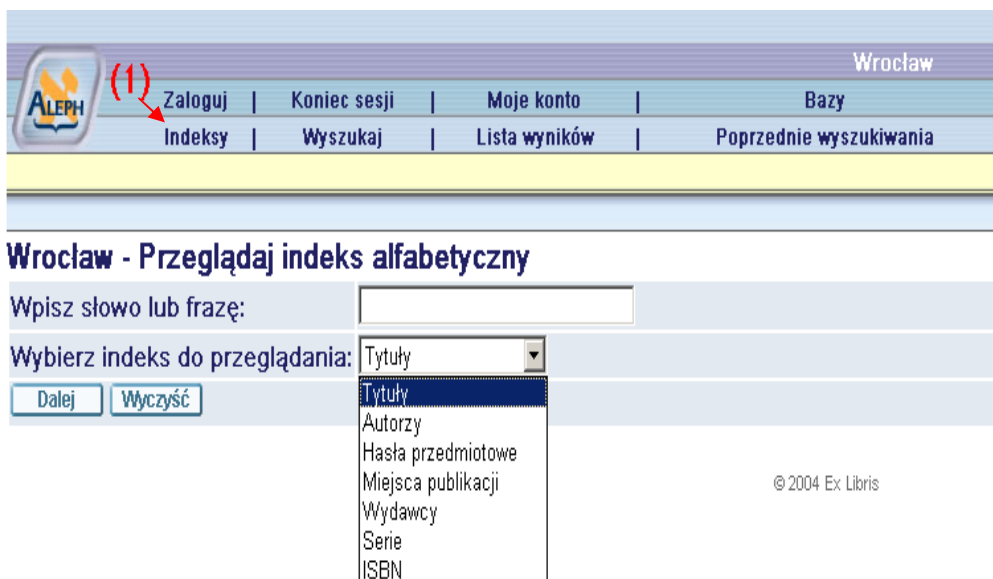 Wrocław
ALEPH
(1)
Zaloguj | Koniec sesji | Moje konto | Bazy
Indeksy | Wyszukaj | Lista wyników | Poprzednie wyszukiwania
Wrocław - Przeglądaj indeks alfabetyczny
Wpisz słowo lub frazę:
Wybierz indeks do przeglądania: Tytuły
Dalej Wyczyść
Tytuły
Autorzy
Hasła przedmiotowe
Miejsca publikacji
Wydawcy
Serie
ISBN
© 2004 Ex Libris